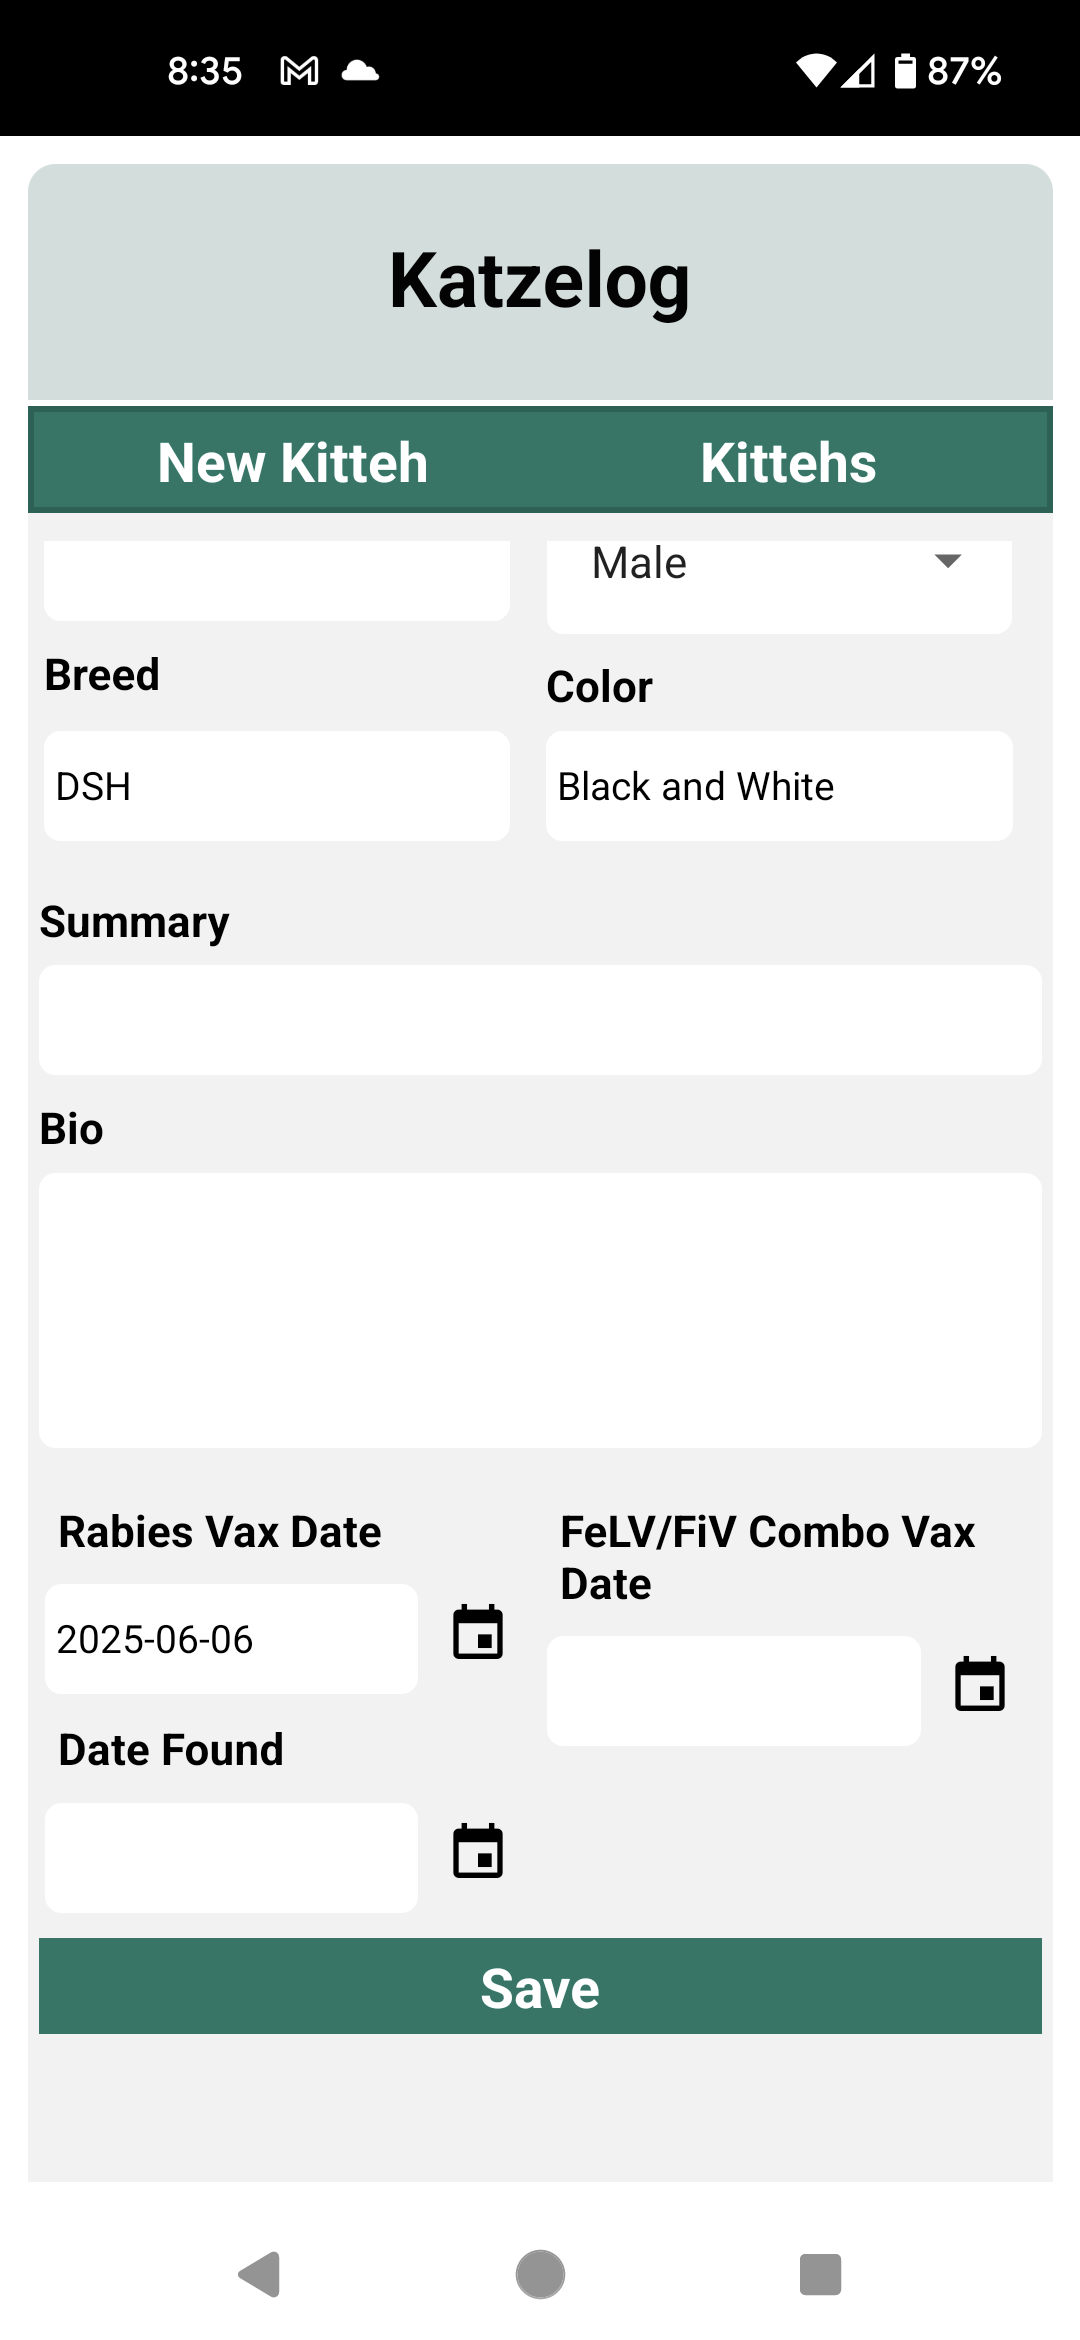 8:35
87%
Katzelog
New Kitteh
Kittehs
Male
Breed
Color
DSH
Black and White
Summary
Bio
Rabies Vax Date
FeLV/FiV Combo Vax
Date
2025-06-06
Date Found
Save